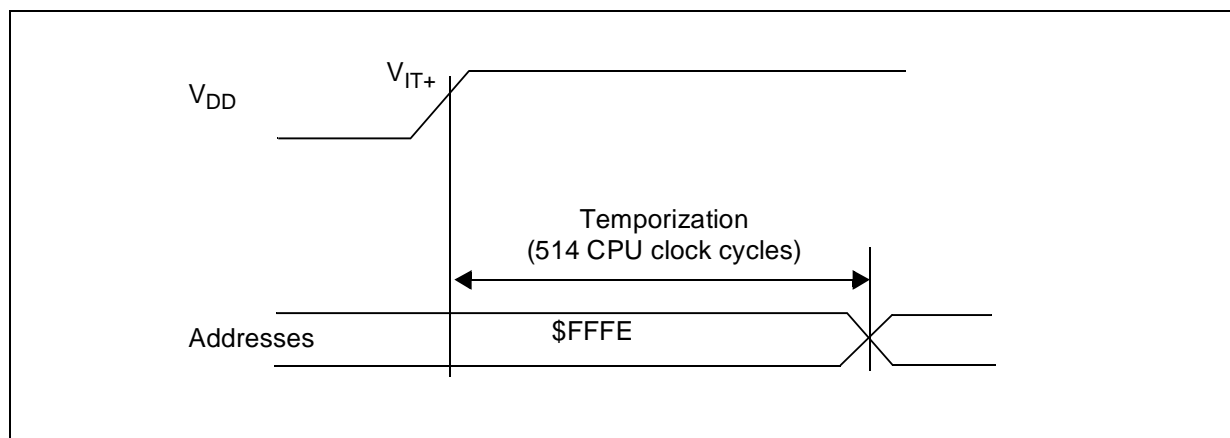 V_IT+
V_DD
Temporization
(514 CPU clock cycles)
$FFFE
Addresses